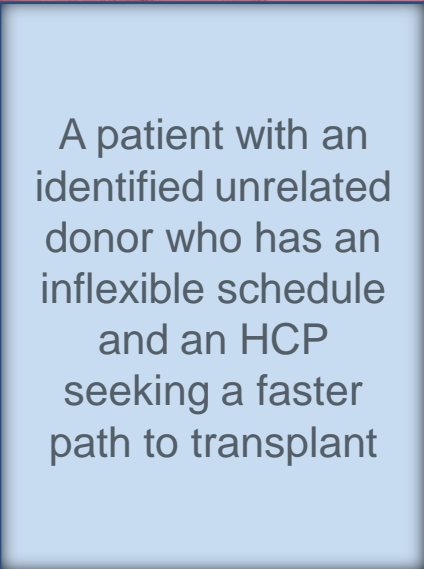 A patient with an
identified unrelated
donor who has an
inflexible schedule
and an HCP
seeking a faster
path to transplant